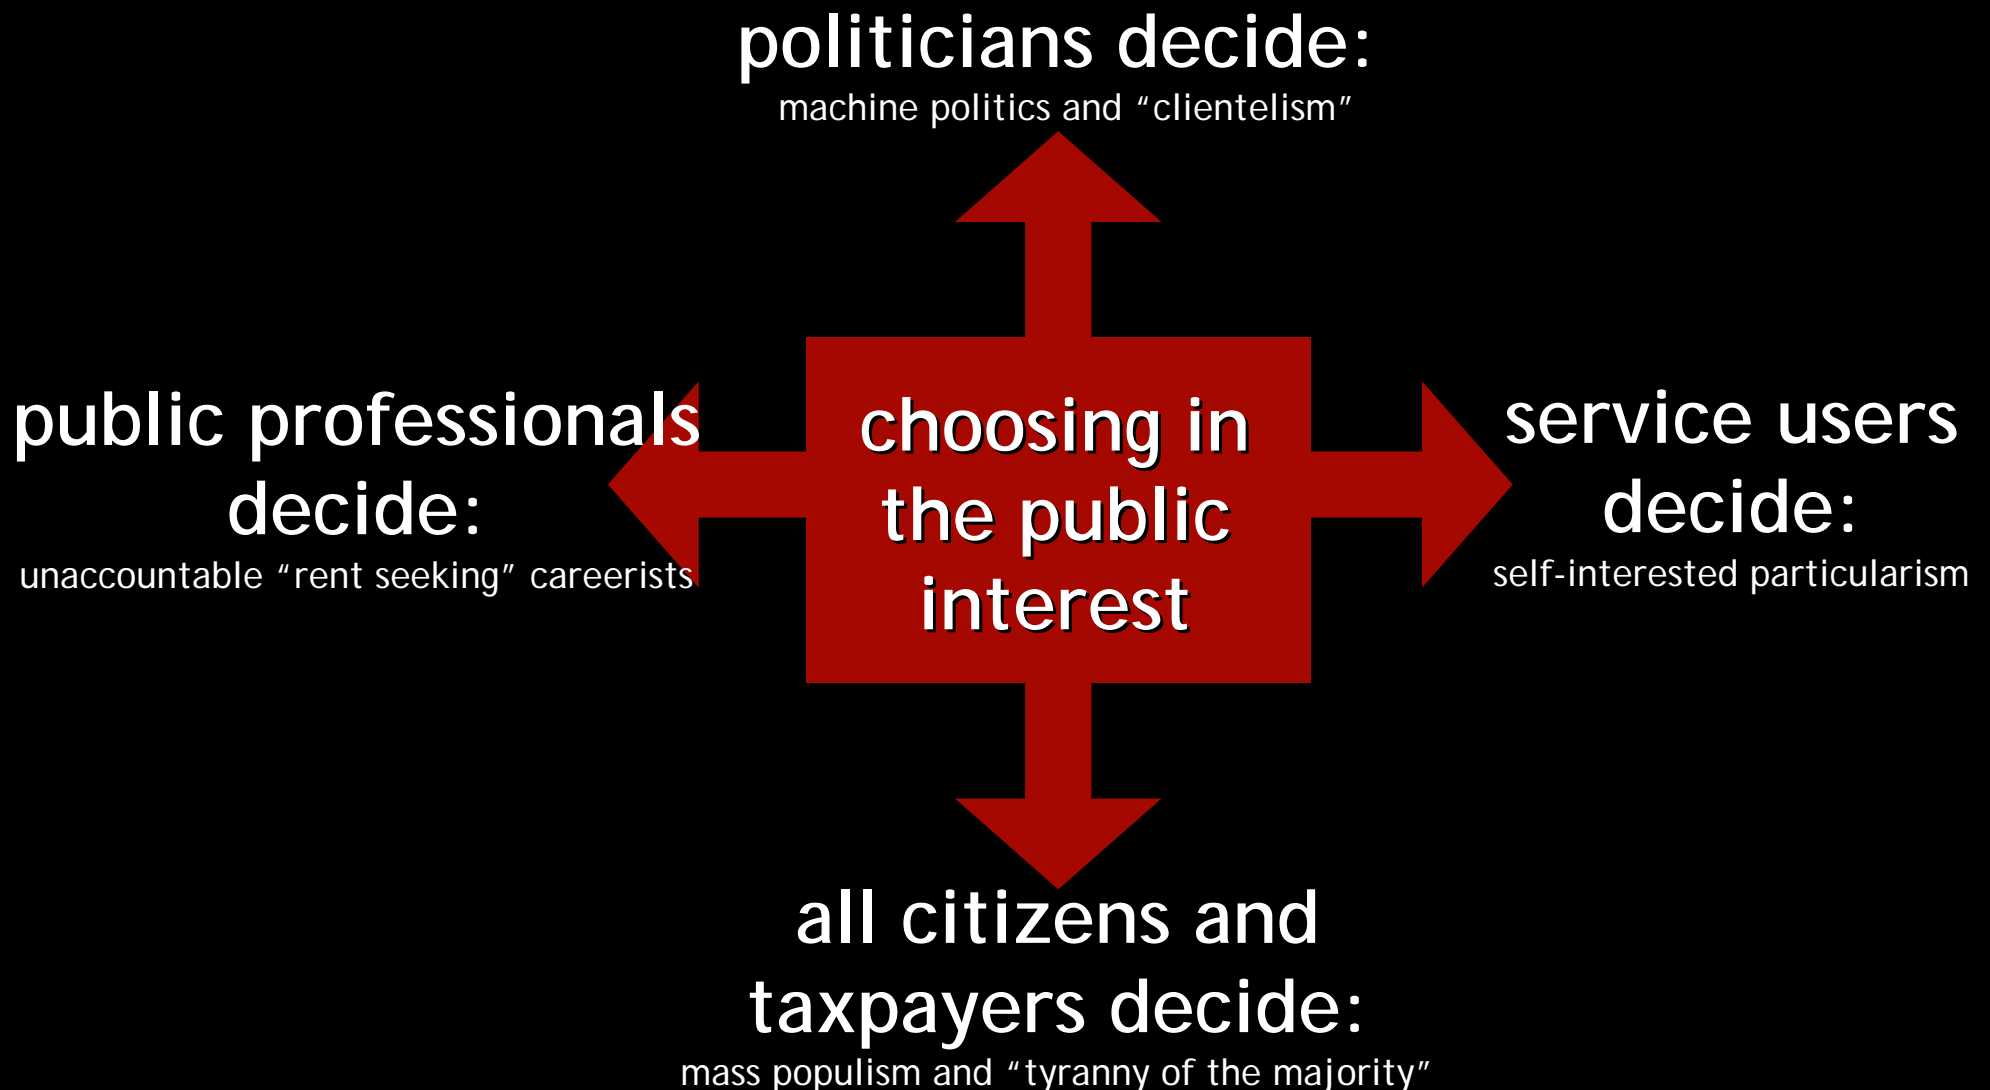 politicians decide:
machine politics and “clientelism”
public professionals
decide:
unaccountable “rent seeking” careerists
choosing in
the public
interest
service users
decide:
self-interested particularism
all citizens and
taxpayers decide:
mass populism and “tyranny of the majority”